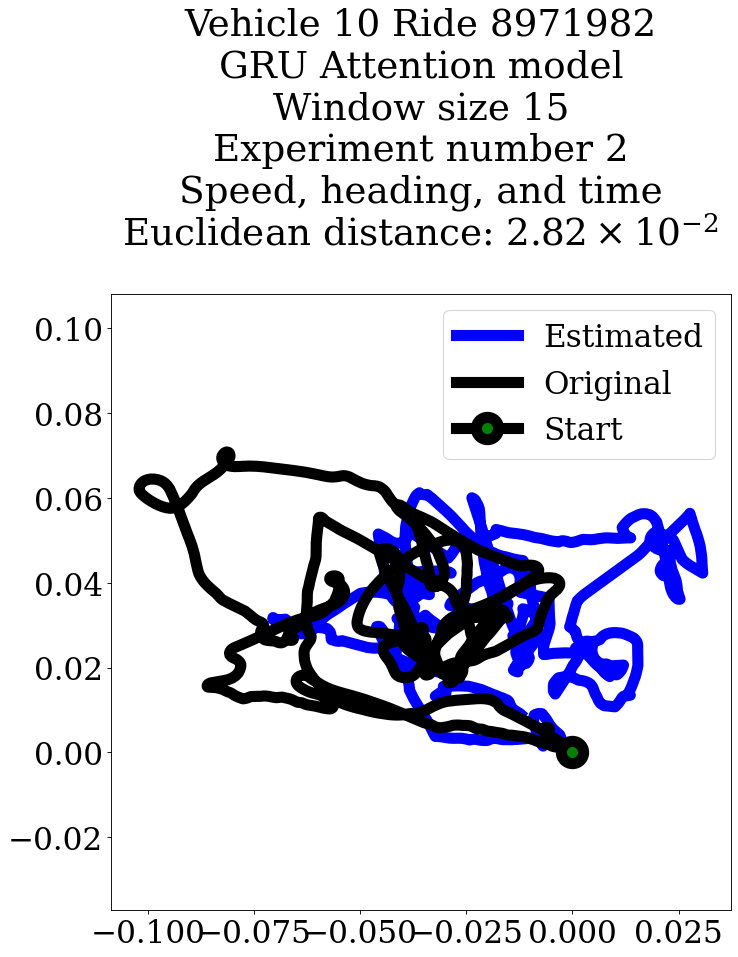 Vehicle 10 Ride 8971982
GRU Attention model
Window size 15
Experiment number 2
Speed, heading, and time
Euclidean distance: 2.82 × 10⁻²
Estimated
Original
Start
0.10
0.08
0.06
0.04
0.02
0.00
−0.02
−0.100 −0.075 −0.050 −0.025 0.000 0.025